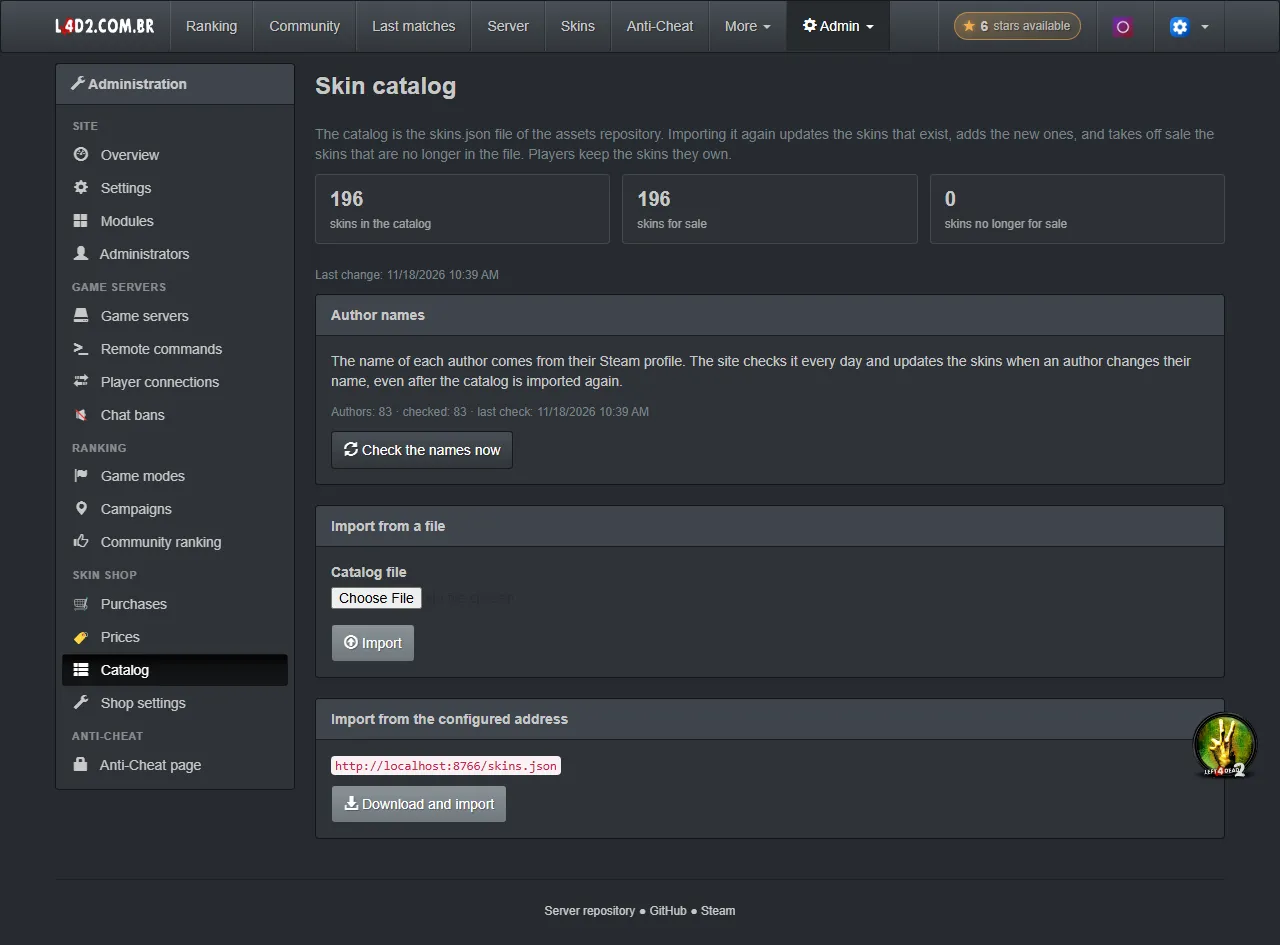 L4D2.COM.BR
Ranking
Community
Last matches
Server
Skins
Anti-Cheat
More
Admin
6 stars available
Administration
SITE
Overview
Settings
Modules
Administrators
GAME SERVERS
Game servers
Remote commands
Player connections
Chat bans
RANKING
Game modes
Campaigns
Community ranking
SKIN SHOP
Purchases
Prices
Catalog
Shop settings
ANTI-CHEAT
Anti-Cheat page
Skin catalog
The catalog is the skins.json file of the assets repository. Importing it again updates the skins that exist, adds the new ones, and takes off sale the
skins that are no longer in the file. Players keep the skins they own.
196
skins in the catalog
196
skins for sale
0
skins no longer for sale
Last change: 11/18/2026 10:39 AM
Author names
The name of each author comes from their Steam profile. The site checks it every day and updates the skins when an author changes their
name, even after the catalog is imported again.
Authors: 83 · checked: 83 · last check: 11/18/2026 10:39 AM
Check the names now
Import from a file
Catalog file
Choose File
Import
Import from the configured address
http://localhost:8766/skins.json
Download and import
LEFT 4 DEAD 2
Server repository ● GitHub ● Steam